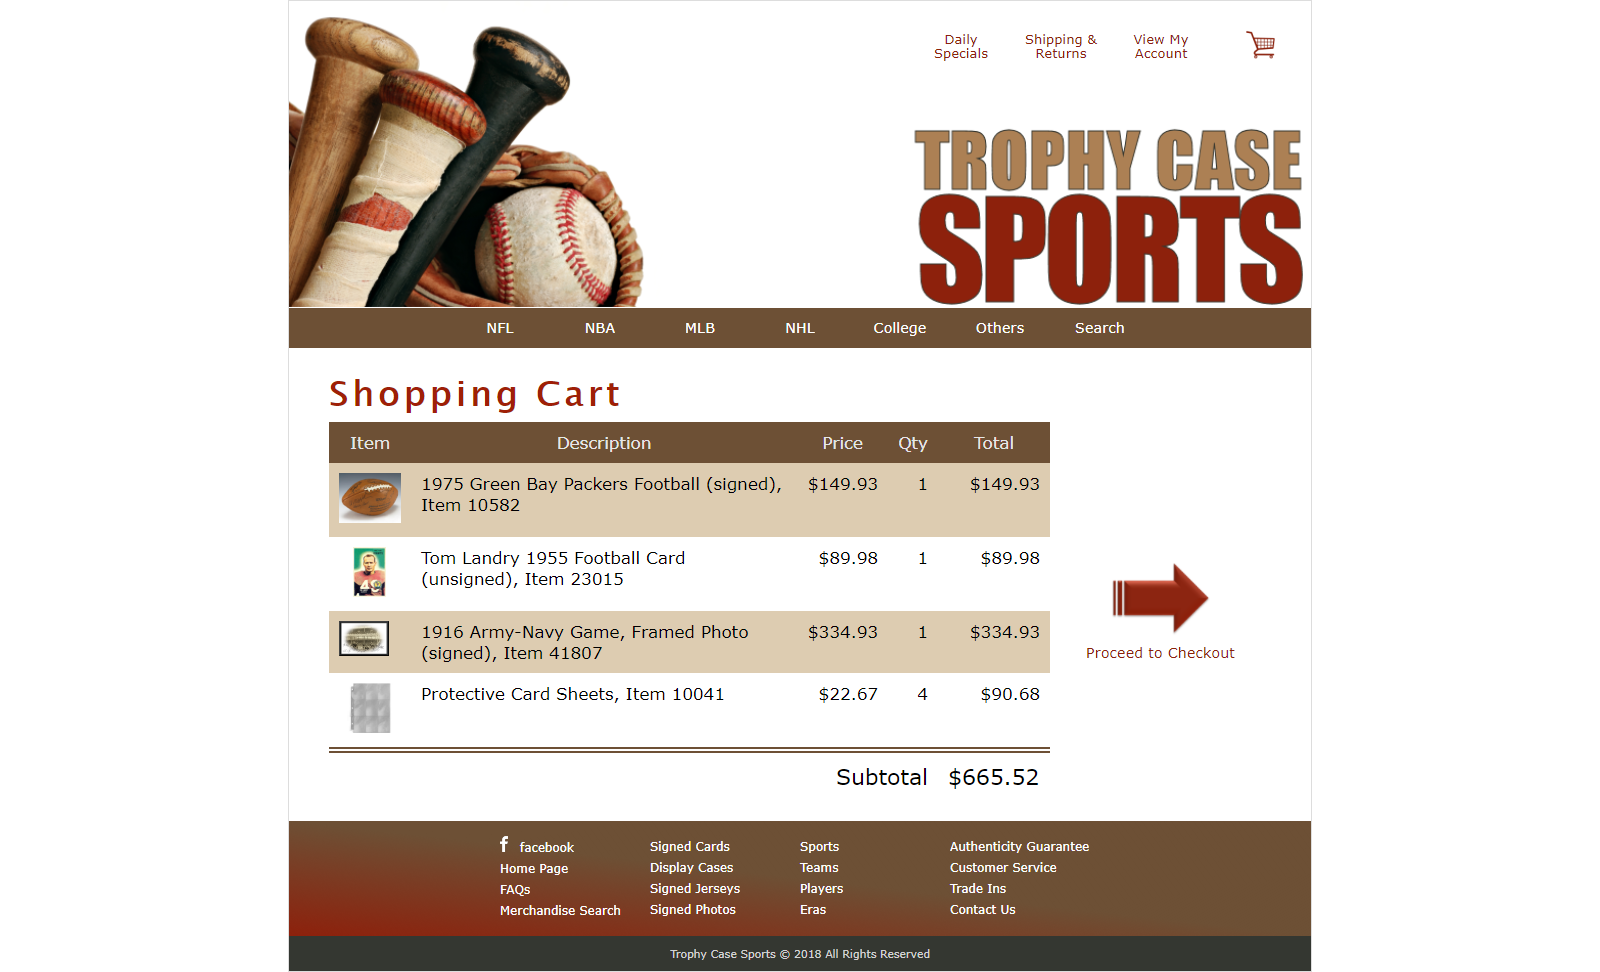 Daily
Specials
Shipping &
Returns
View My
Account
TROPHY CASE
SPORTS
NFL NBA MLB NHL College Others Search
Shopping Cart
Item Description Price Qty Total
1975 Green Bay Packers Football (signed), $149.93 1 $149.93
Item 10582
Tom Landry 1955 Football Card $89.98 1 $89.98
(unsigned), Item 23015
1916 Army-Navy Game, Framed Photo $334.93 1 $334.93
(signed), Item 41807
Protective Card Sheets, Item 10041 $22.67 4 $90.68
Subtotal $665.52
Proceed to Checkout
f facebook
Home Page
FAQs
Merchandise Search
Signed Cards
Display Cases
Signed Jerseys
Signed Photos
Sports
Teams
Players
Eras
Authenticity Guarantee
Customer Service
Trade Ins
Contact Us
Trophy Case Sports © 2018 All Rights Reserved